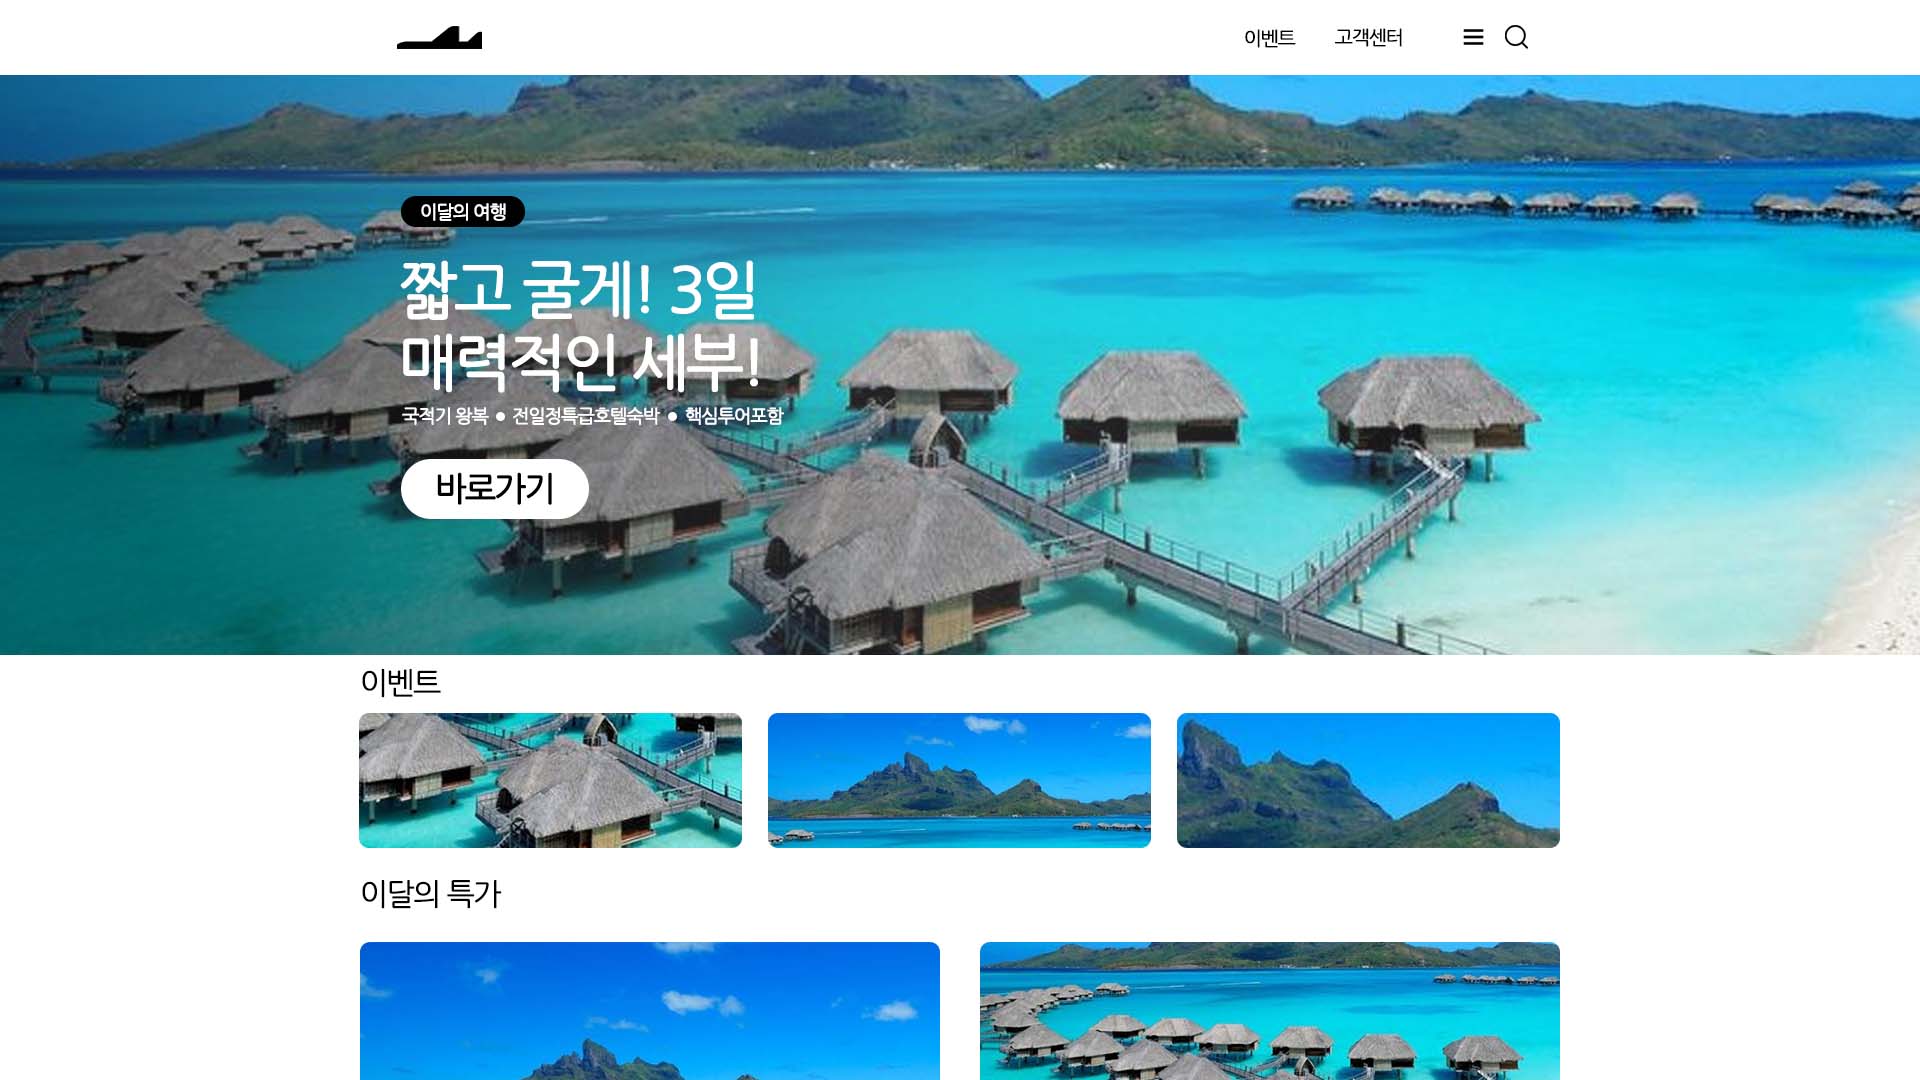 이벤트 고객센터
이달의 여행
짧고 굴게! 3일
매력적인 세부!
국적기 왕복 ● 전일정특급호텔숙박 ● 핵심투어포함
바로가기
이벤트
이달의 특가